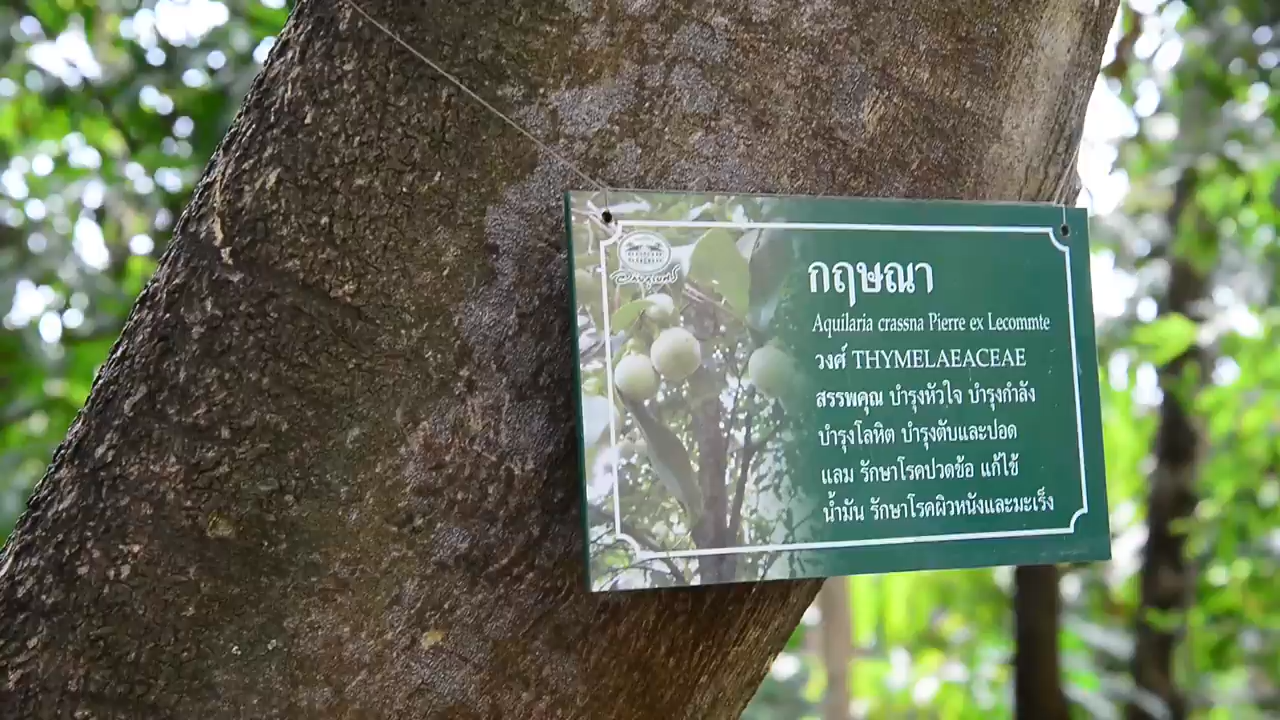 กฤษณา
Aquilaria crassna Pierre ex Lecommte
วงศ์ THYMELAEACEAE
สรรพคุณ บำรุงหัวใจ บำรุงกำลัง
บำรุงโลหิต บำรุงตับและปอด
แลม รักษาโรคปวดข้อ แก้ไข้
น้ำมัน รักษาโรคผิวหนังและมะเร็ง